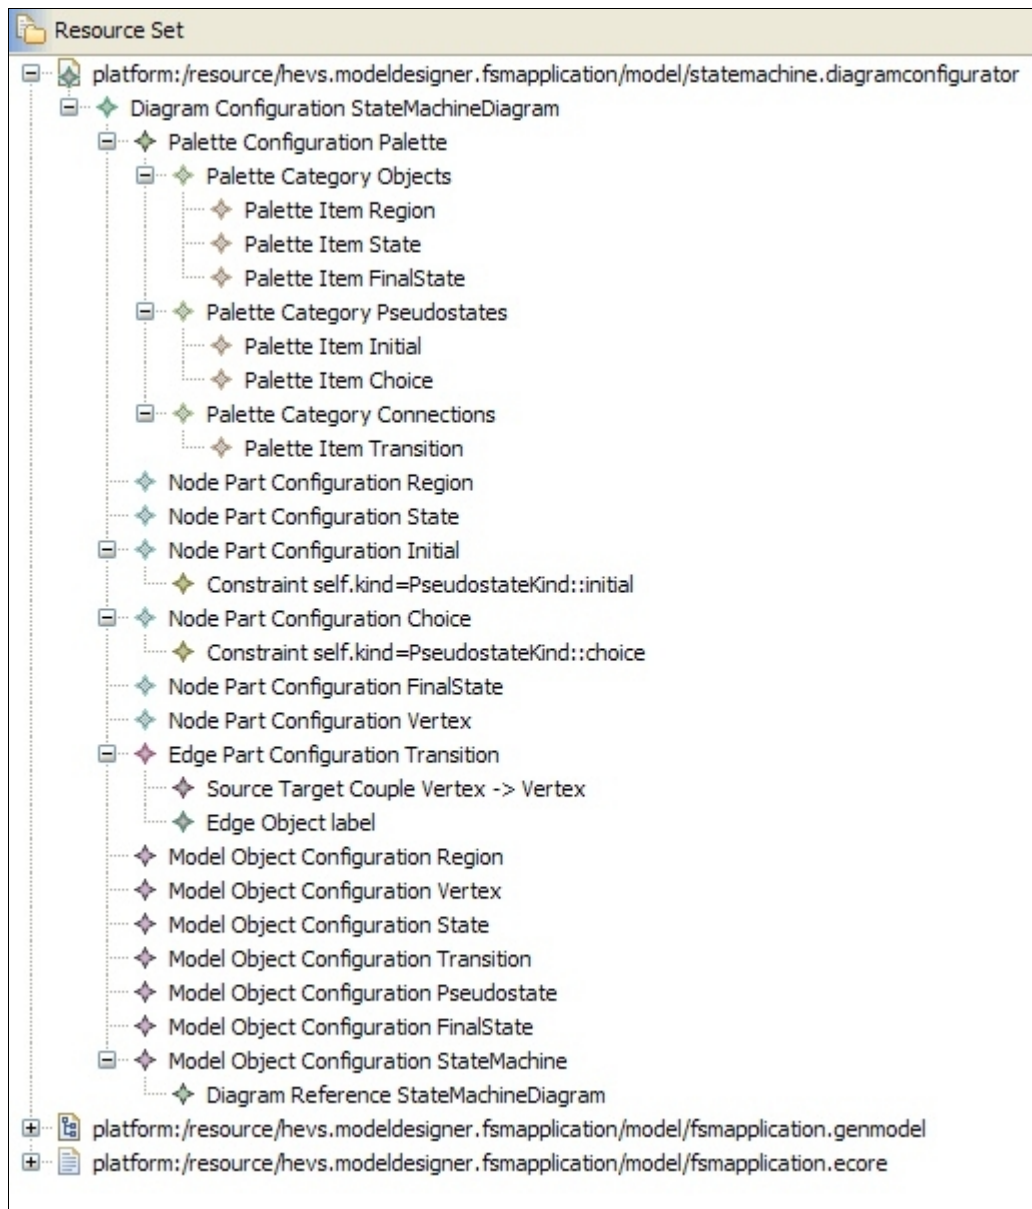 Resource Set
platform:/resource/hevs.modeldesigner.fsmapplication/model/statemachine.diagramconfigurator
Diagram Configuration StateMachineDiagram
Palette Configuration Palette
Palette Category Objects
Palette Item Region
Palette Item State
Palette Item FinalState
Palette Category Pseudostates
Palette Item Initial
Palette Item Choice
Palette Category Connections
Palette Item Transition
Node Part Configuration Region
Node Part Configuration State
Node Part Configuration Initial
Constraint self.kind=PseudostateKind::initial
Node Part Configuration Choice
Constraint self.kind=PseudostateKind::choice
Node Part Configuration FinalState
Node Part Configuration Vertex
Edge Part Configuration Transition
Source Target Couple Vertex -> Vertex
Edge Object label
Model Object Configuration Region
Model Object Configuration Vertex
Model Object Configuration State
Model Object Configuration Transition
Model Object Configuration Pseudostate
Model Object Configuration FinalState
Model Object Configuration StateMachine
Diagram Reference StateMachineDiagram
platform:/resource/hevs.modeldesigner.fsmapplication/model/fsmapplication.genmodel
platform:/resource/hevs.modeldesigner.fsmapplication/model/fsmapplication.ecore